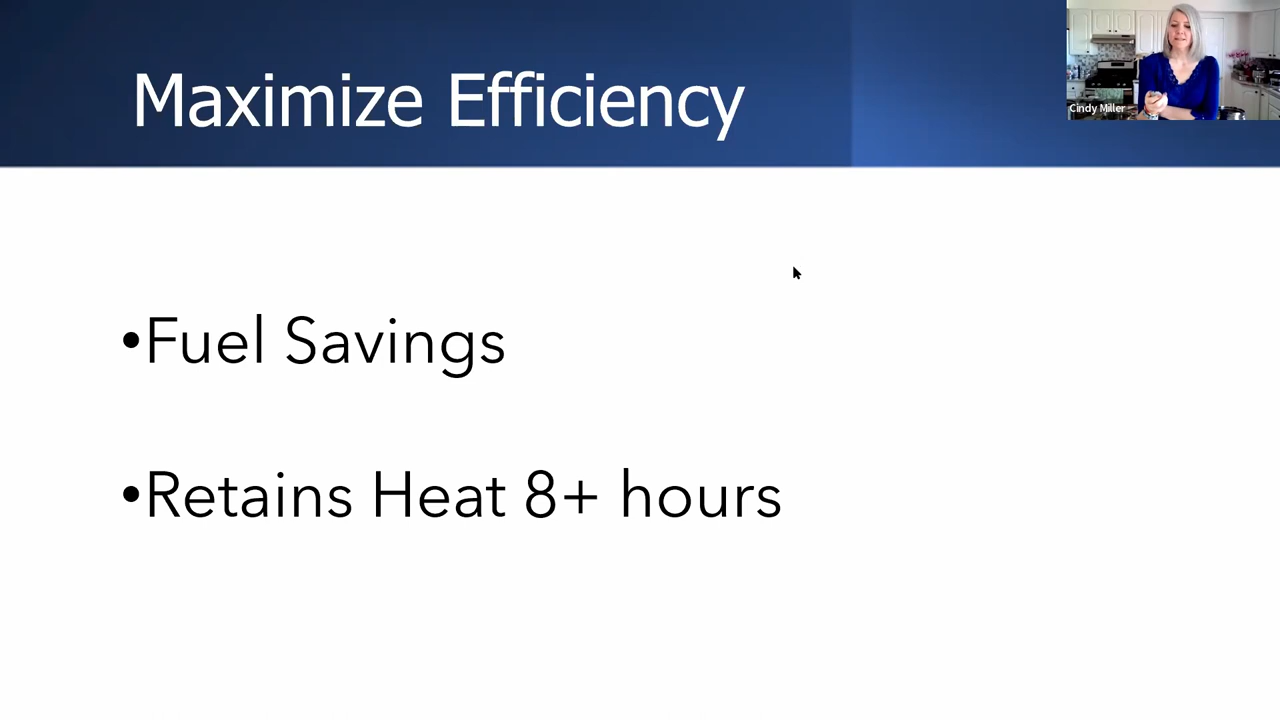 Maximize Efficiency
Cindy Miller
•Fuel Savings
•Retains Heat 8+ hours